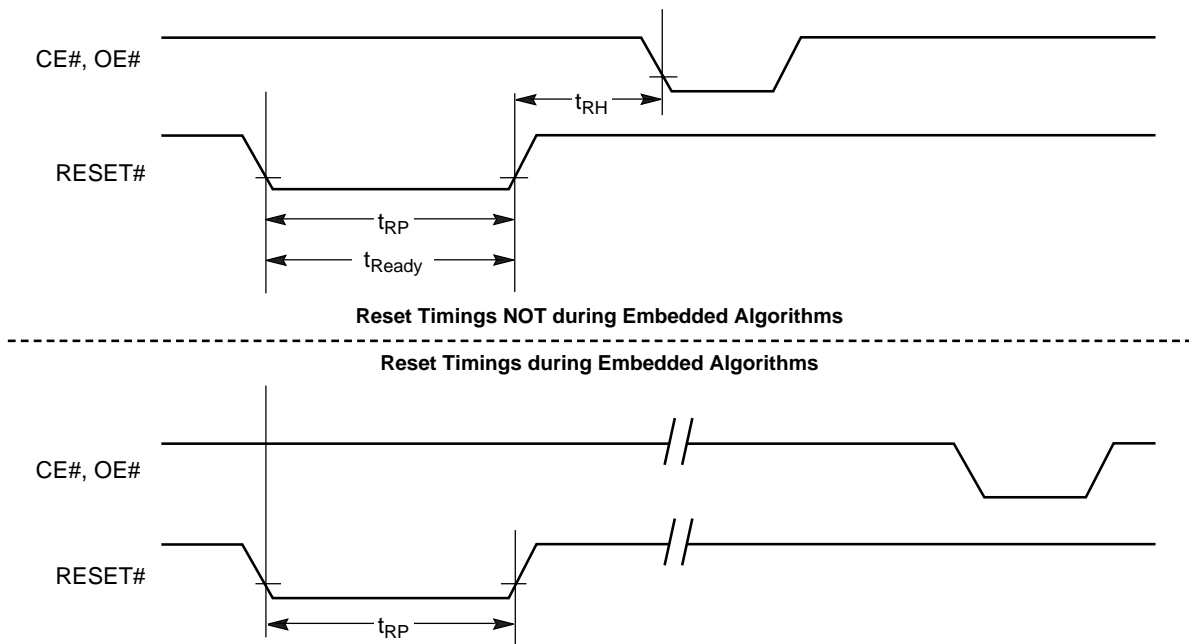 CE#, OE#
tRH
RESET#
tRP
tReady
Reset Timings NOT during Embedded Algorithms
Reset Timings during Embedded Algorithms
CE#, OE#
RESET#
tRP